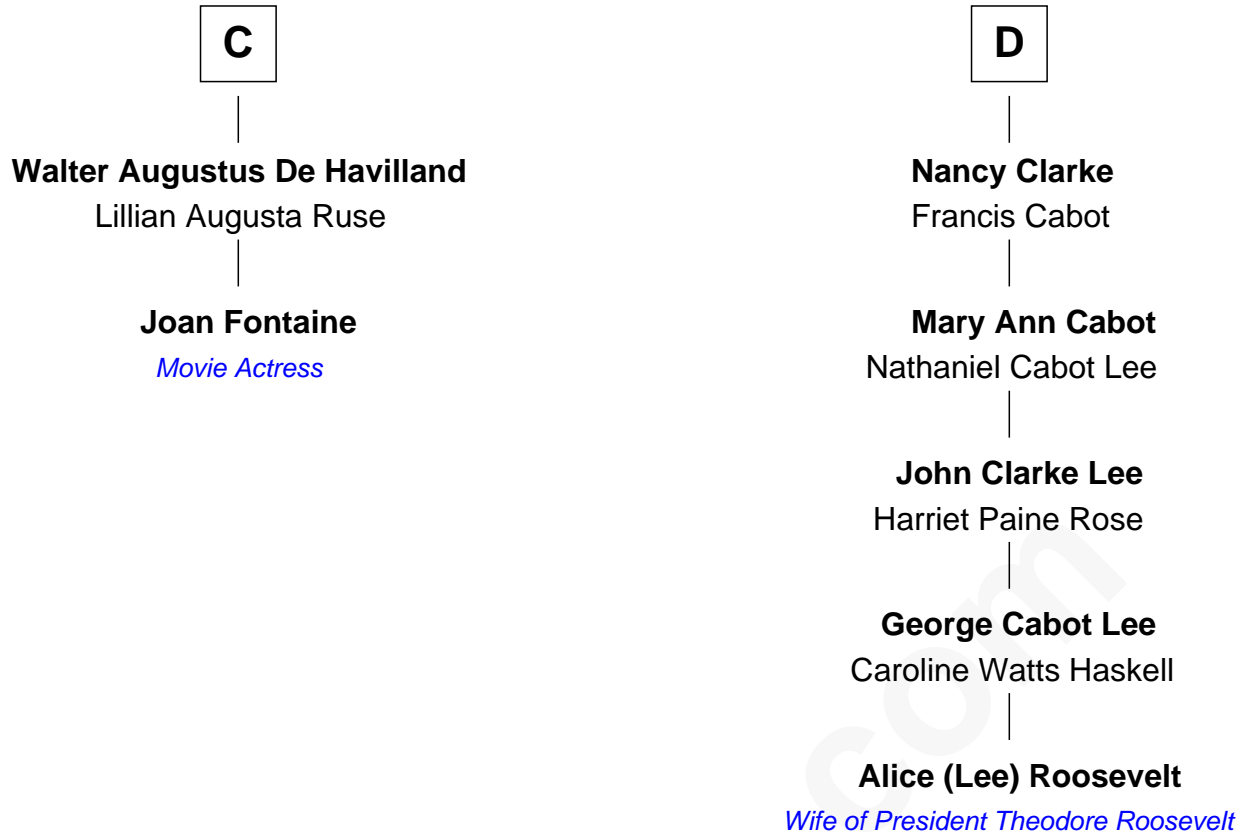 C
Walter Augustus De Havilland
Lillian Augusta Ruse
Joan Fontaine
Movie Actress
D
Nancy Clarke
Francis Cabot
Mary Ann Cabot
Nathaniel Cabot Lee
John Clarke Lee
Harriet Paine Rose
George Cabot Lee
Caroline Watts Haskell
Alice (Lee) Roosevelt
Wife of President Theodore Roosevelt
com